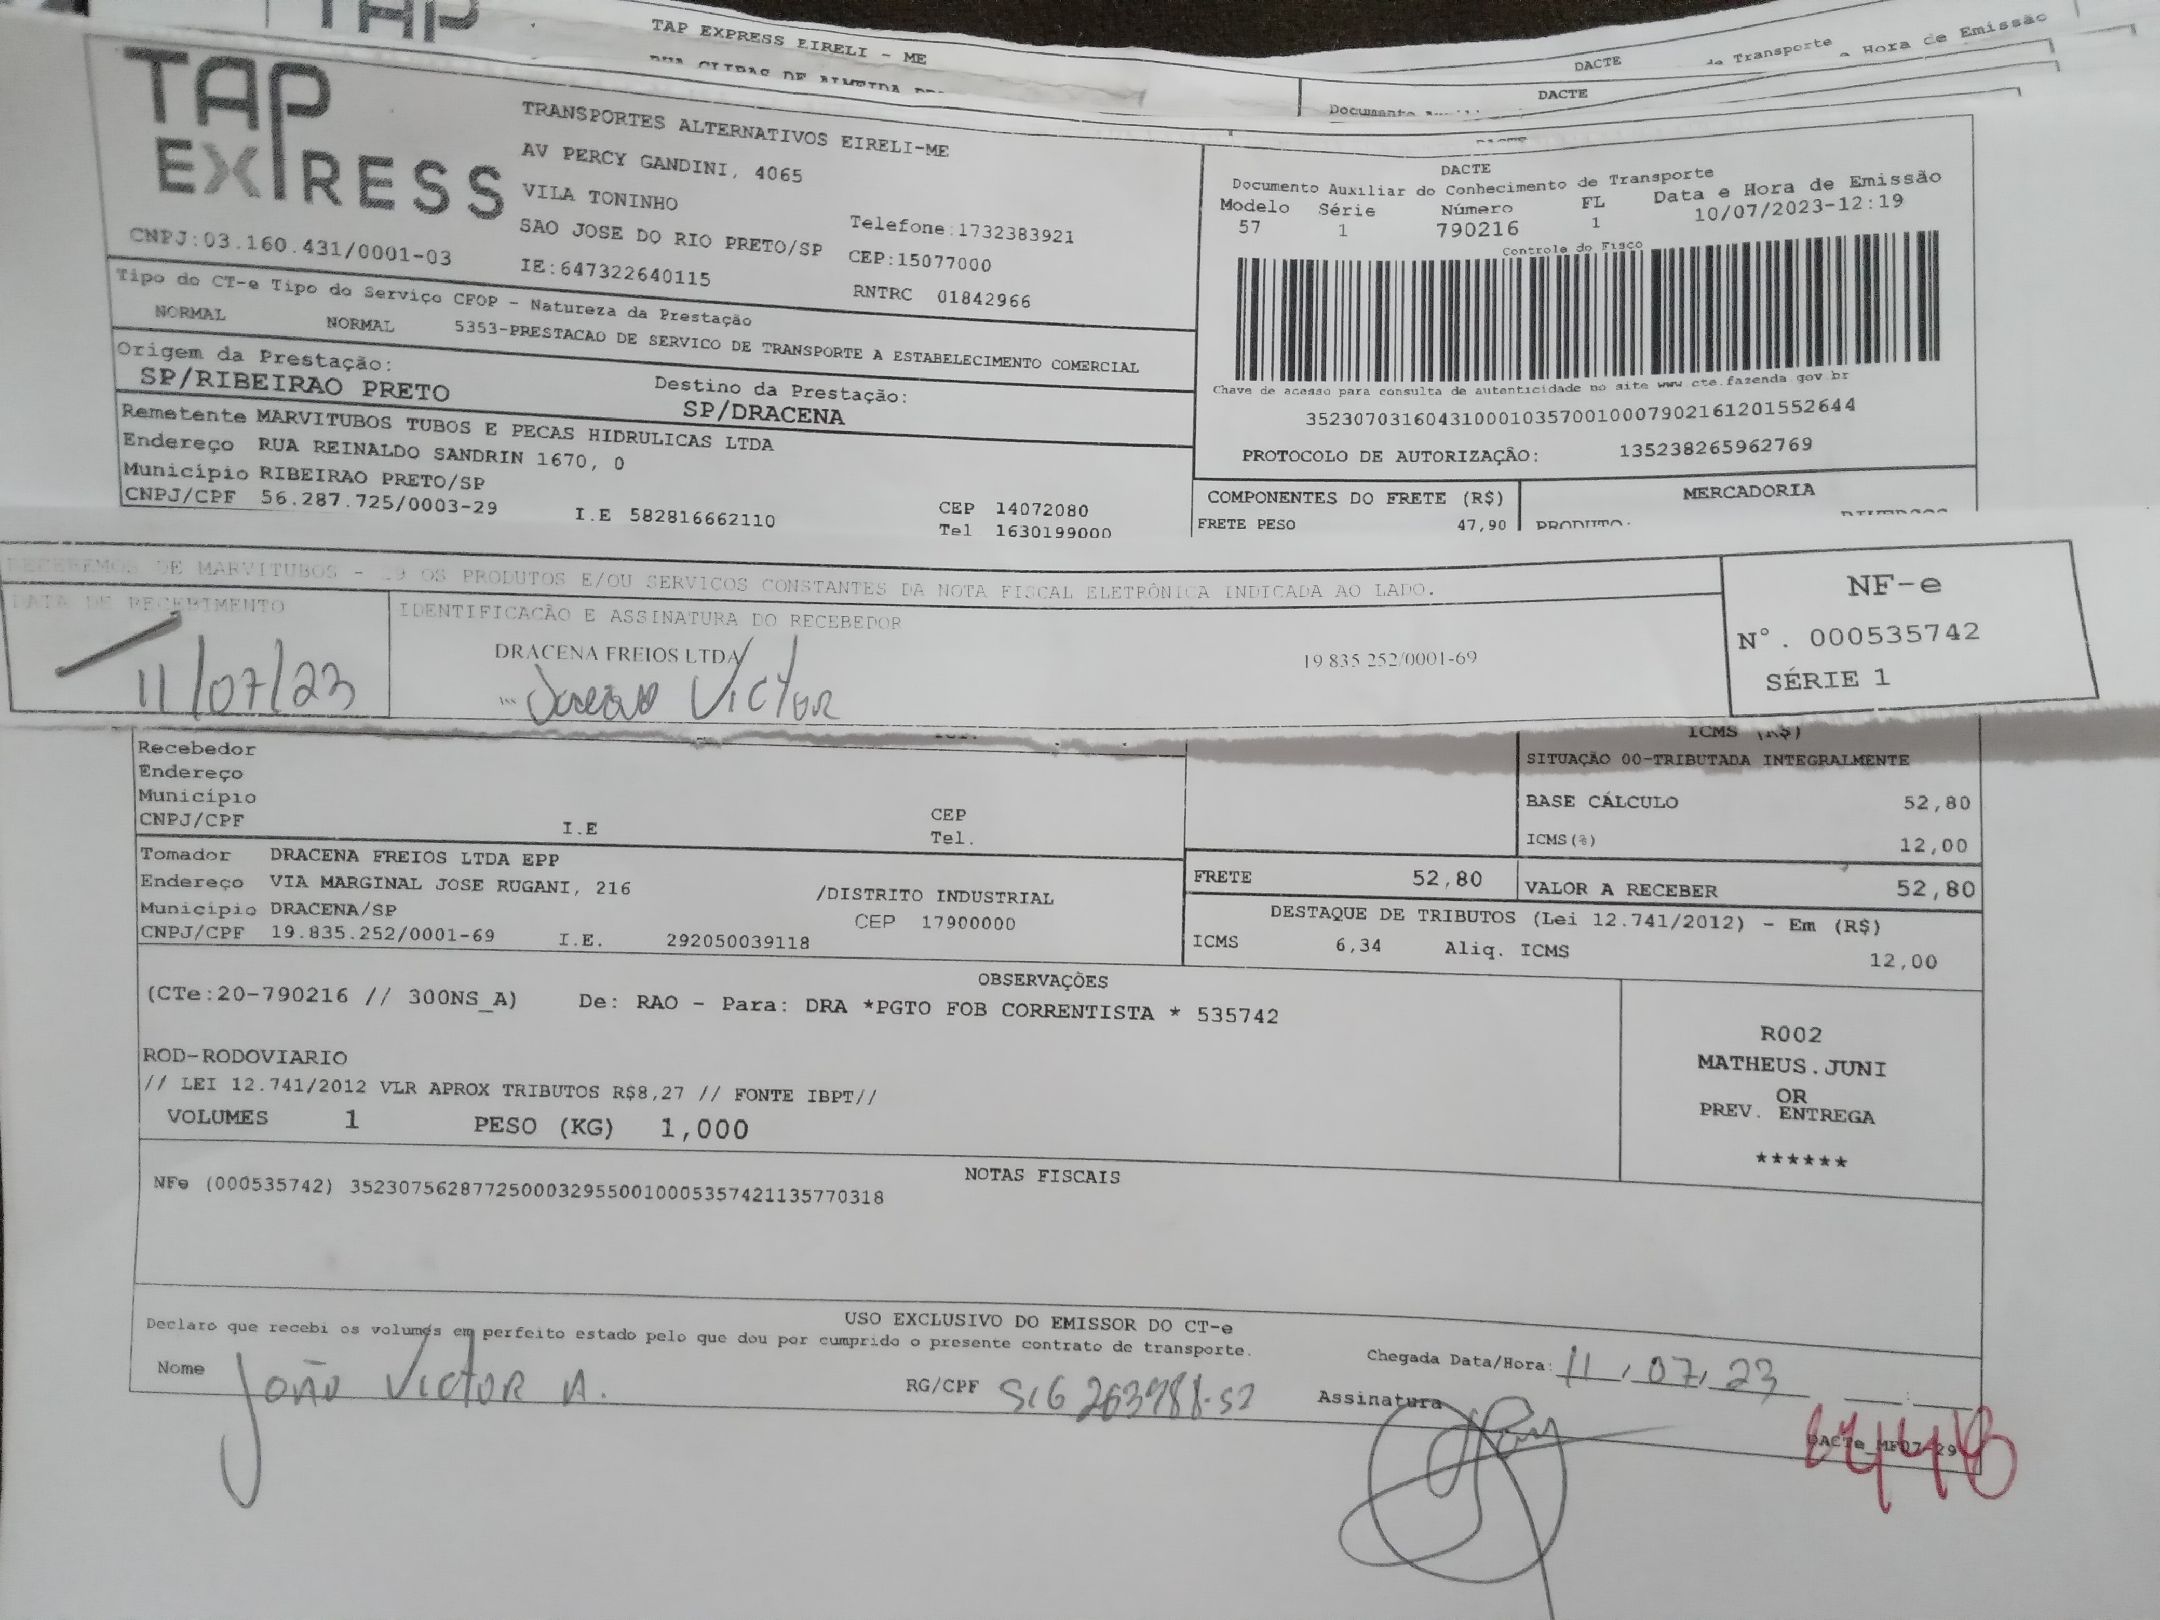 TAP
TAP EXPRESS EIRELI - ME
DACTE
de Transporte
Hora de Emissão
DACTE
TAP
EXPRESS
CNPJ:03.160.431/0001-03
TRANSPORTES ALTERNATIVOS EIRELI-ME
AV PERCY GANDINI, 4065
VILA TONINHO
SAO JOSE DO RIO PRETO/SP
IE:647322640115
Telefone:1732383921
CEP:15077000
RNTRC 01842966
DACTE
Documento Auxiliar do Conhecimento de Transporte
Modelo Série Número FL Data e Hora de Emissão
57 1 790216 1 10/07/2023-12:19
Controle do Fisco
Chave de acesso para consulta de autenticidade no site www.cte.fazenda.gov.br
35230703160431000103570010007902161201552644
PROTOCOLO DE AUTORIZAÇÃO: 135238265962769
Tipo do CT-e Tipo do Serviço CFOP - Natureza da Prestação
NORMAL NORMAL 5353-PRESTACAO DE SERVICO DE TRANSPORTE A ESTABELECIMENTO COMERCIAL
Origem da Prestação: Destino da Prestação:
SP/RIBEIRAO PRETO SP/DRACENA
Remetente MARVITUBOS TUBOS E PECAS HIDRULICAS LTDA
Endereço RUA REINALDO SANDRIN 1670, 0
Município RIBEIRAO PRETO/SP CEP 14072080
CNPJ/CPF 56.287.725/0003-29 I.E 582816662110 Tel 1630199000
COMPONENTES DO FRETE (R$) MERCADORIA
FRETE PESO 47,90 PRODUTO:
RECEBEMOS DE MARVITUBOS - 29 OS PRODUTOS E/OU SERVICOS CONSTANTES DA NOTA FISCAL ELETRÔNICA INDICADA AO LADO.
DATA DE RECEBIMENTO IDENTIFICACÃO E ASSINATURA DO RECEBEDOR
DRACENA FREIOS LTDA 19 835 252/0001-69
11/07/23 Victor
NF-e
N°. 000535742
SÉRIE 1
Recebedor
Endereço
Município CEP
CNPJ/CPF I.E Tel.
ICMS (R$)
SITUAÇÃO 00-TRIBUTADA INTEGRALMENTE
BASE CÁLCULO 52,80
ICMS(%) 12,00
Tomador DRACENA FREIOS LTDA EPP
Endereço VIA MARGINAL JOSE RUGANI, 216 /DISTRITO INDUSTRIAL
Município DRACENA/SP CEP 17900000
CNPJ/CPF 19.835.252/0001-69 I.E. 292050039118
FRETE 52,80 VALOR A RECEBER 52,80
DESTAQUE DE TRIBUTOS (Lei 12.741/2012) - Em (R$)
ICMS 6,34 Aliq. ICMS 12,00
OBSERVAÇÕES
(CTe:20-790216 // 300NS_A) De: RAO - Para: DRA *PGTO FOB CORRENTISTA * 535742
ROD-RODOVIARIO
// LEI 12.741/2012 VLR APROX TRIBUTOS R$8,27 // FONTE IBPT//
VOLUMES 1 PESO (KG) 1,000
R002
MATHEUS.JUNI
OR
PREV. ENTREGA
******
NOTAS FISCAIS
NFe (000535742) 35230756287725000329550010005357421135770318
USO EXCLUSIVO DO EMISSOR DO CT-e
Declaro que recebi os volumes em perfeito estado pelo que dou por cumprido o presente contrato de transporte.
Nome João Victor A. RG/CPF
Chegada Data/Hora: 11/07/23
Assinatura